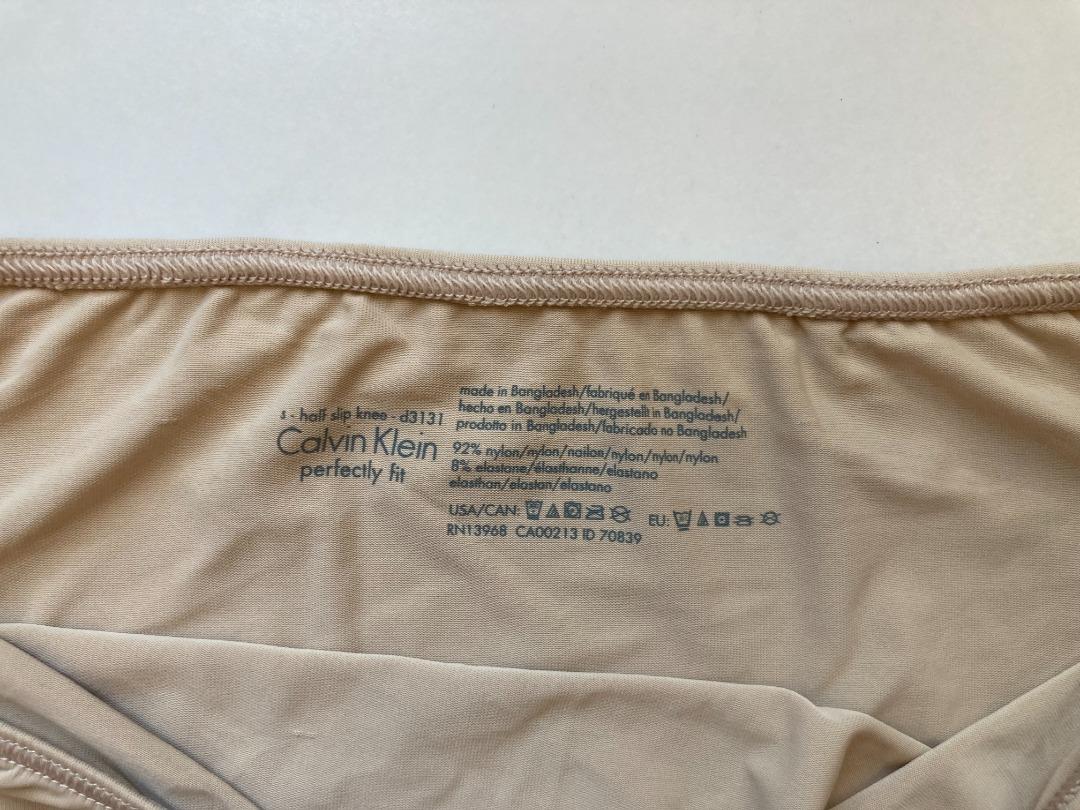 s - half slip knee - d3131
Calvin Klein
perfectly fit
made in Bangladesh/fabriqué en Bangladesh/
hecho en Bangladesh/hergestellt in Bangladesh/
prodotto in Bangladesh/fabricado no Bangladesh
92% nylon/nylon/nailon/nylon/nylon/nylon
8% elastane/élasthanne/elastano
elasthan/elastan/elastano
USA/CAN:
EU:
RN13968 CA00213 ID 70839